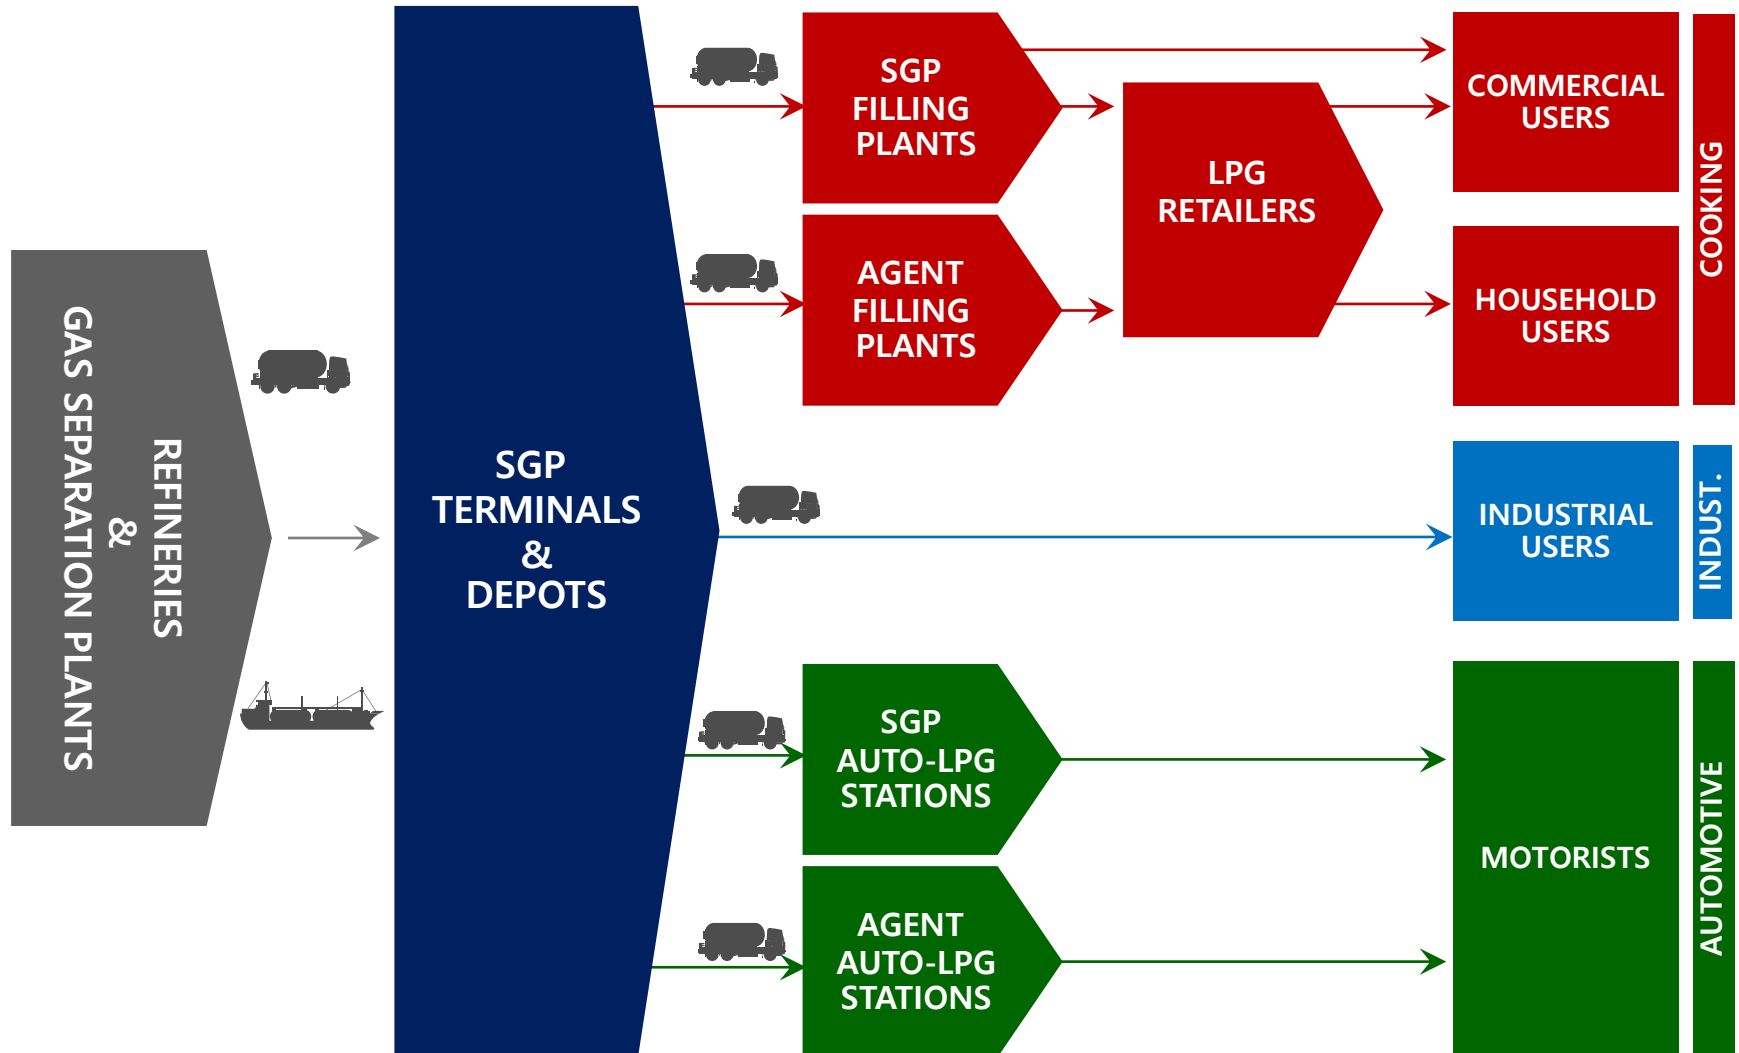 REFINERIES
&
GAS SEPARATION PLANTS
SGP
TERMINALS
&
DEPOTS
SGP
FILLING
PLANTS
AGENT
FILLING
PLANTS
LPG
RETAILERS
COMMERCIAL
USERS
HOUSEHOLD
USERS
COOKING
INDUSTRIAL
USERS
INDUST.
SGP
AUTO-LPG
STATIONS
AGENT
AUTO-LPG
STATIONS
MOTORISTS
AUTOMOTIVE